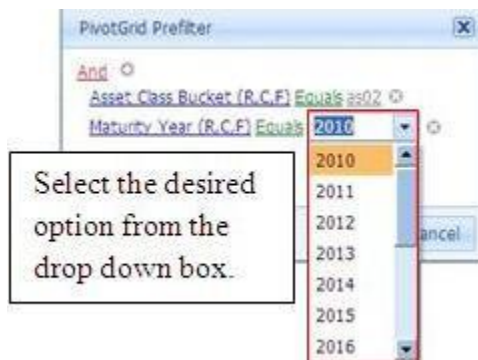 PivotGrid Prefilter
And
Asset Class Bucket (R,C,F) Equals as02
Maturity Year (R,C,F) Equals 2010
2010
2011
2012
2013
2014
2015
2016
Select the desired
option from the
drop down box.
ancel